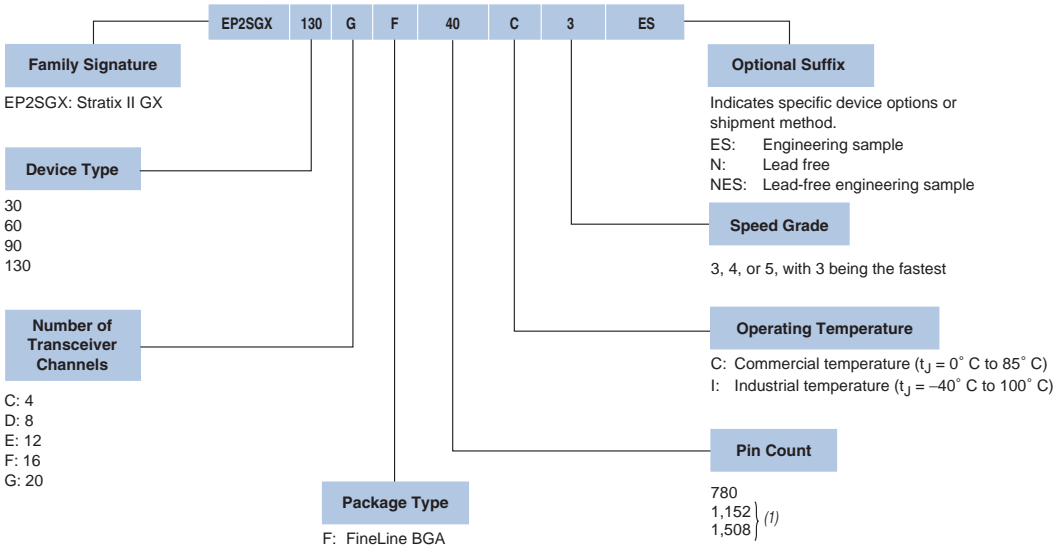 EP2SGX 130 G F 40 C 3 ES
Family Signature
EP2SGX: Stratix II GX
Device Type
30
60
90
130
Number of
Transceiver
Channels
C: 4
D: 8
E: 12
F: 16
G: 20
Package Type
F: FineLine BGA
Optional Suffix
Indicates specific device options or
shipment method.
ES: Engineering sample
N: Lead free
NES: Lead-free engineering sample
Speed Grade
3, 4, or 5, with 3 being the fastest
Operating Temperature
C: Commercial temperature (tJ = 0˚ C to 85˚ C)
I: Industrial temperature (tJ = –40˚ C to 100˚ C)
Pin Count
780
1,152
1,508
(1)